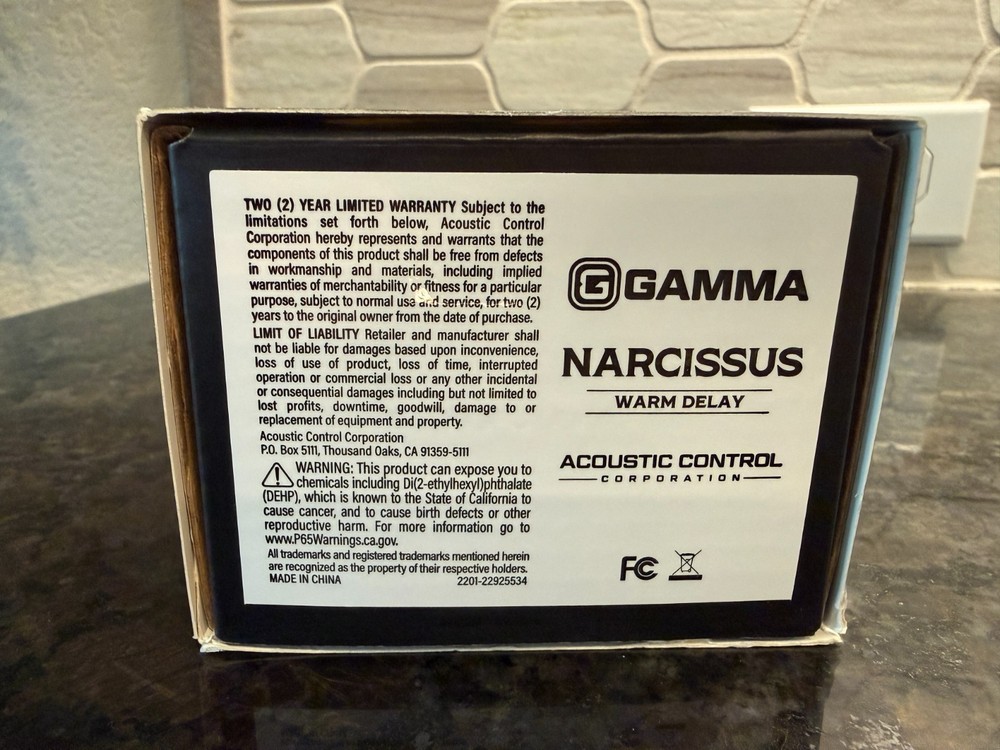 TWO (2) YEAR LIMITED WARRANTY Subject to the
limitations set forth below, Acoustic Control
Corporation hereby represents and warrants that the
components of this product shall be free from defects
in workmanship and materials, including implied
warranties of merchantability or fitness for a particular
purpose, subject to normal use and service, for two (2)
years to the original owner from the date of purchase.
LIMIT OF LIABILITY Retailer and manufacturer shall
not be liable for damages based upon inconvenience,
loss of use of product, loss of time, interrupted
operation or commercial loss or any other incidental
or consequential damages including but not limited to
lost profits, downtime, goodwill, damage to or
replacement of equipment and property.
Acoustic Control Corporation
P.O. Box 5111, Thousand Oaks, CA 91359-5111
WARNING: This product can expose you to
chemicals including Di(2-ethylhexyl)phthalate
(DEHP), which is known to the State of California to
cause cancer, and to cause birth defects or other
reproductive harm. For more information go to
www.P65Warnings.ca.gov.
All trademarks and registered trademarks mentioned herein
are recognized as the property of their respective holders.
MADE IN CHINA 2201-22925534
G GAMMA
NARCISSUS
WARM DELAY
ACOUSTIC CONTROL
CORPORATION
FC